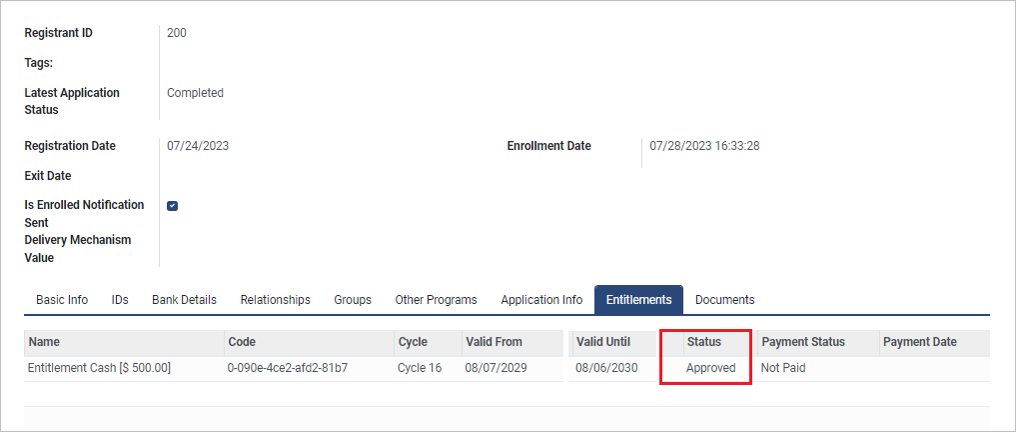 Registrant ID 200
Tags:
Latest Application Completed
Status
Registration Date 07/24/2023 Enrollment Date 07/28/2023 16:33:28
Exit Date
Is Enrolled Notification
Sent
Delivery Mechanism
Value
Basic Info IDs Bank Details Relationships Groups Other Programs Application Info Entitlements Documents
Name Code Cycle Valid From Valid Until Status Payment Status Payment Date
Entitlement Cash [$ 500.00] 0-090e-4ce2-afd2-81b7 Cycle 16 08/07/2029 08/06/2030 Approved Not Paid